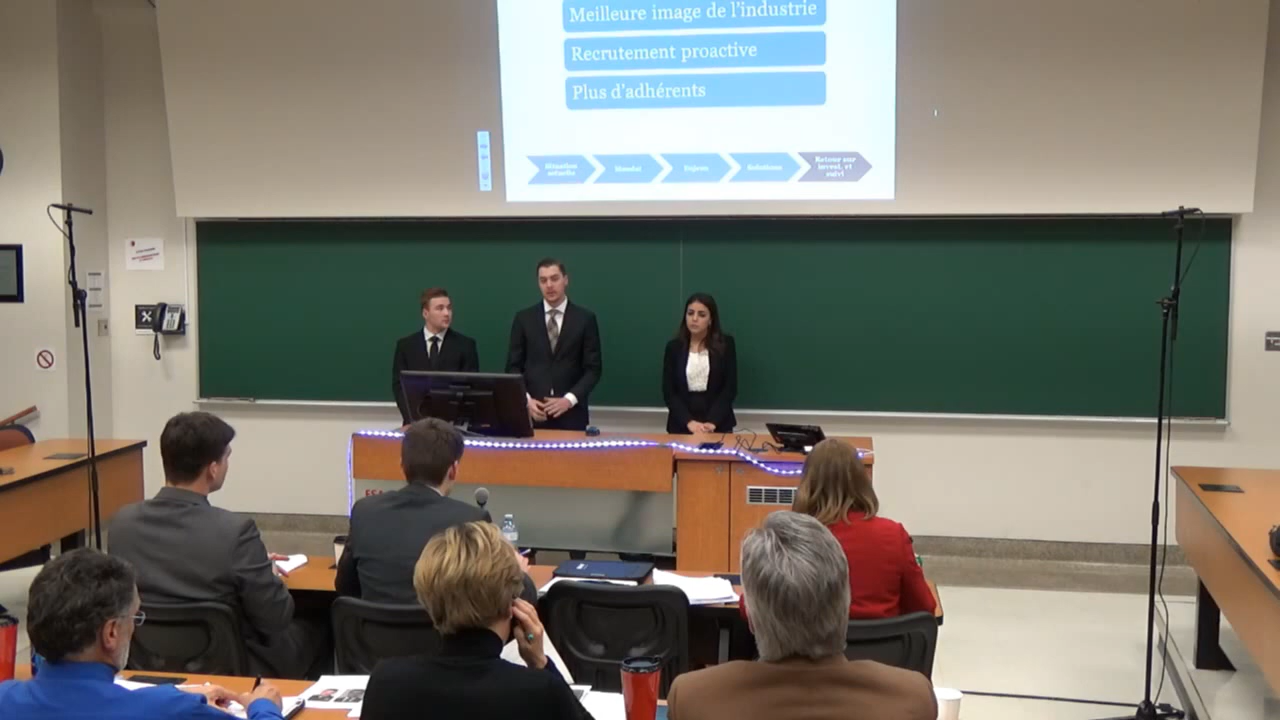 Meilleure image de l'industrie
Recrutement proactive
Plus d'adhérents
Situation
actuelle
Mandat
Enjeux
Solutions
Retour sur
invest. et
suivi